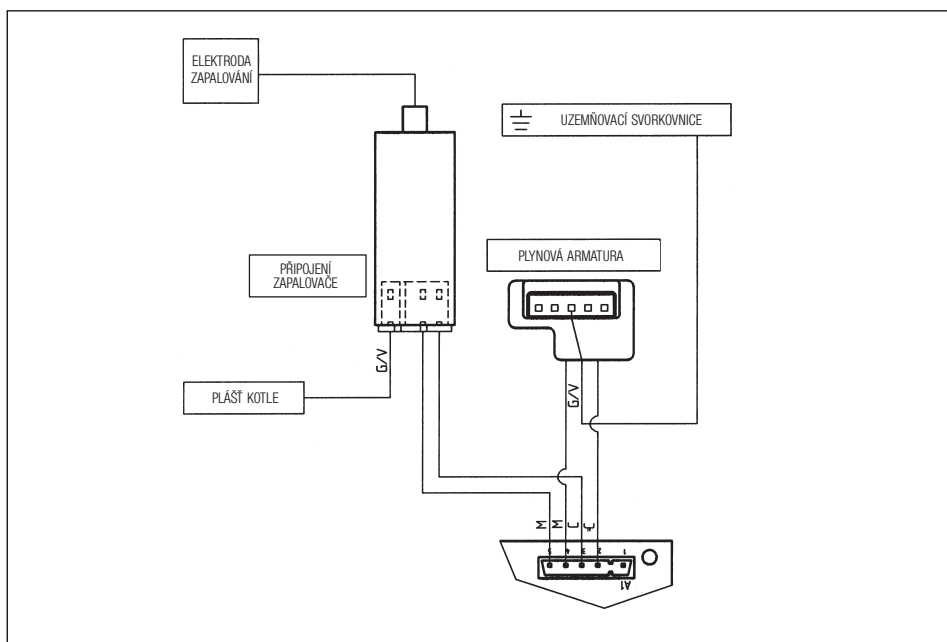 ELEKTRODA
ZAPALOVÁNÍ
UZEMŇOVACÍ SVORKOVNICE
PLYNOVÁ ARMATURA
PŘIPOJENÍ
ZAPALOVAČE
G/V
G/V
PLÁŠŤ KOTLE
M
M
C
C
5
4
3
2
1
A1